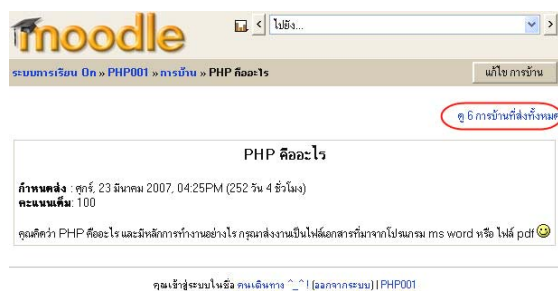 moodle
< ไปยัง... >
ระบบการเรียน On » PHP001 » การบ้าน » PHP คืออะไร
แก้ไข การบ้าน
ดู 6 การบ้านที่ส่งทั้งหมด
PHP คืออะไร
กำหนดส่ง : ศุกร์, 23 มีนาคม 2007, 04:25PM (252 วัน 4 ชั่วโมง)
คะแนนเต็ม: 100
คุณคิดว่า PHP คืออะไร และมีหลักการทำงานอย่างไร กรุณาส่งงานเป็นไฟล์เอกสารที่มาจากโปรแกรม ms word หรือ ไฟล์ pdf
คุณเข้าสู่ระบบในชื่อ คนเดินทาง ^_^ ! (ออกจากระบบ) | PHP001